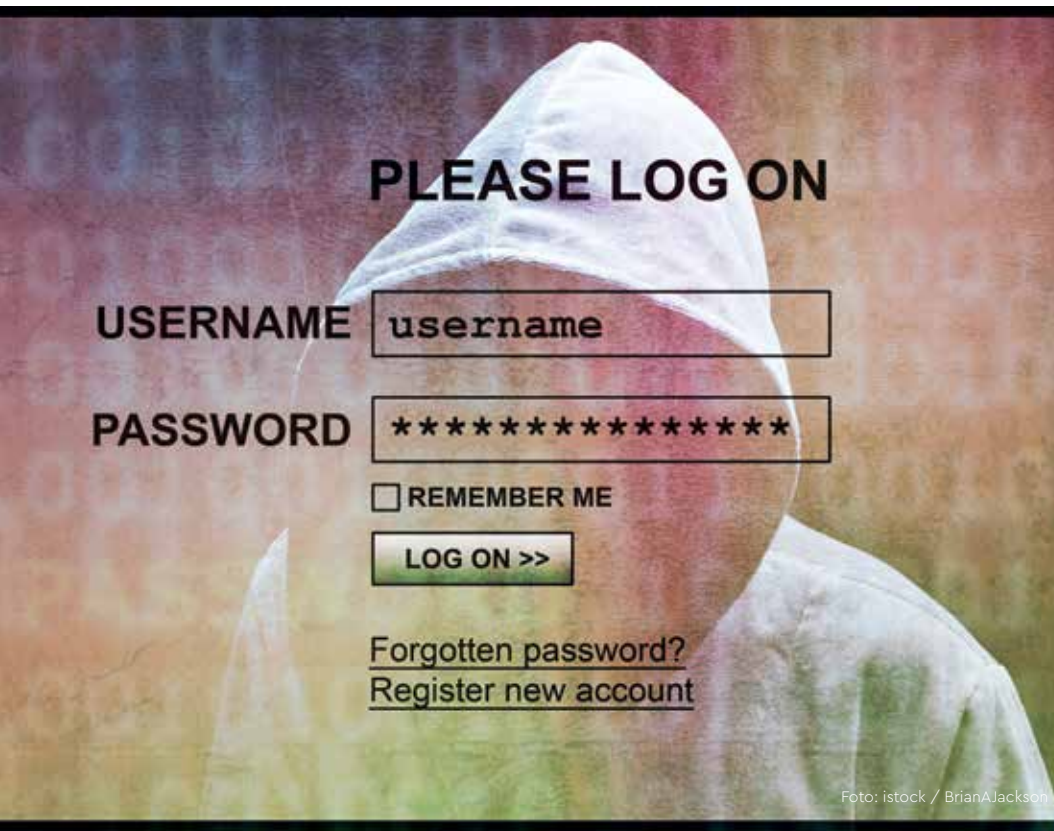 PLEASE LOG ON
USERNAME username
PASSWORD ***************
REMEMBER ME
LOG ON >>
Forgotten password?
Register new account
Foto: istock / BrianAJackson